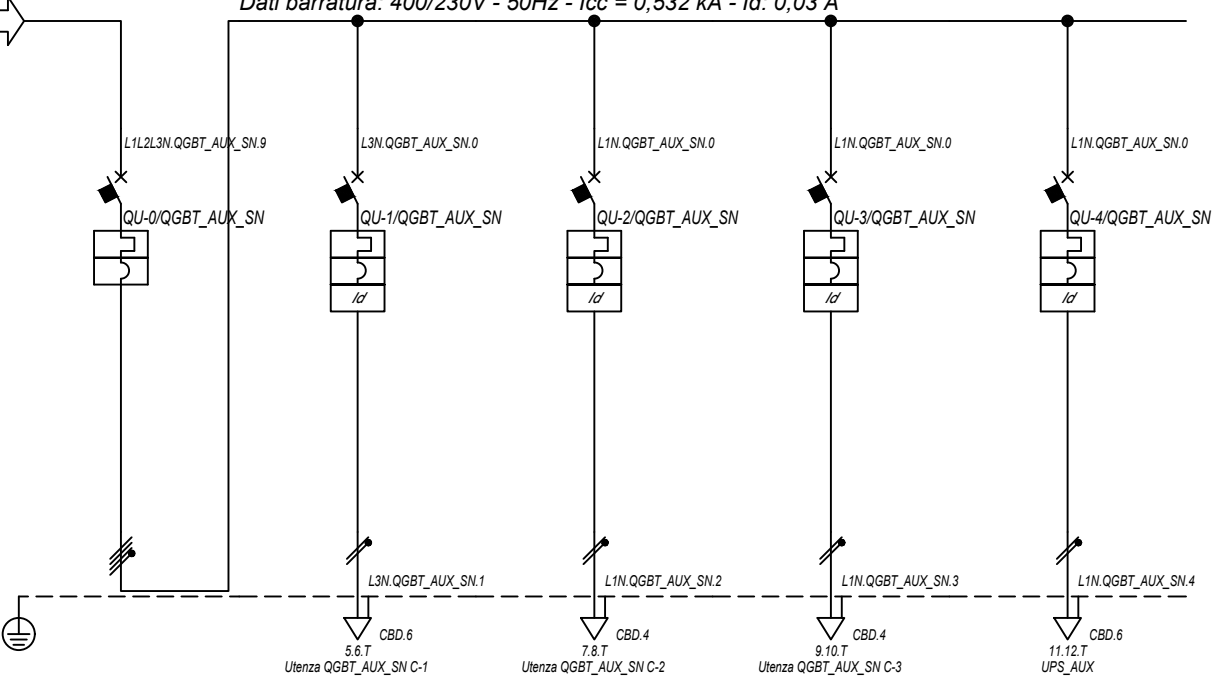 Dati barratura: 400/230V - 50Hz - Icc = 0,532 kA - Id: 0,03 A
L1L2L3N.QGBT_AUX_SN.9
L3N.QGBT_AUX_SN.0
L1N.QGBT_AUX_SN.0
L1N.QGBT_AUX_SN.0
L1N.QGBT_AUX_SN.0
QU-0/QGBT_AUX_SN
QU-1/QGBT_AUX_SN
QU-2/QGBT_AUX_SN
QU-3/QGBT_AUX_SN
QU-4/QGBT_AUX_SN
Id
Id
Id
Id
L3N.QGBT_AUX_SN.1
L1N.QGBT_AUX_SN.2
L1N.QGBT_AUX_SN.3
L1N.QGBT_AUX_SN.4
CBD.6
CBD.4
CBD.4
CBD.6
5.6.T
7.8.T
9.10.T
11.12.T
Utenza QGBT_AUX_SN C-1
Utenza QGBT_AUX_SN C-2
Utenza QGBT_AUX_SN C-3
UPS_AUX